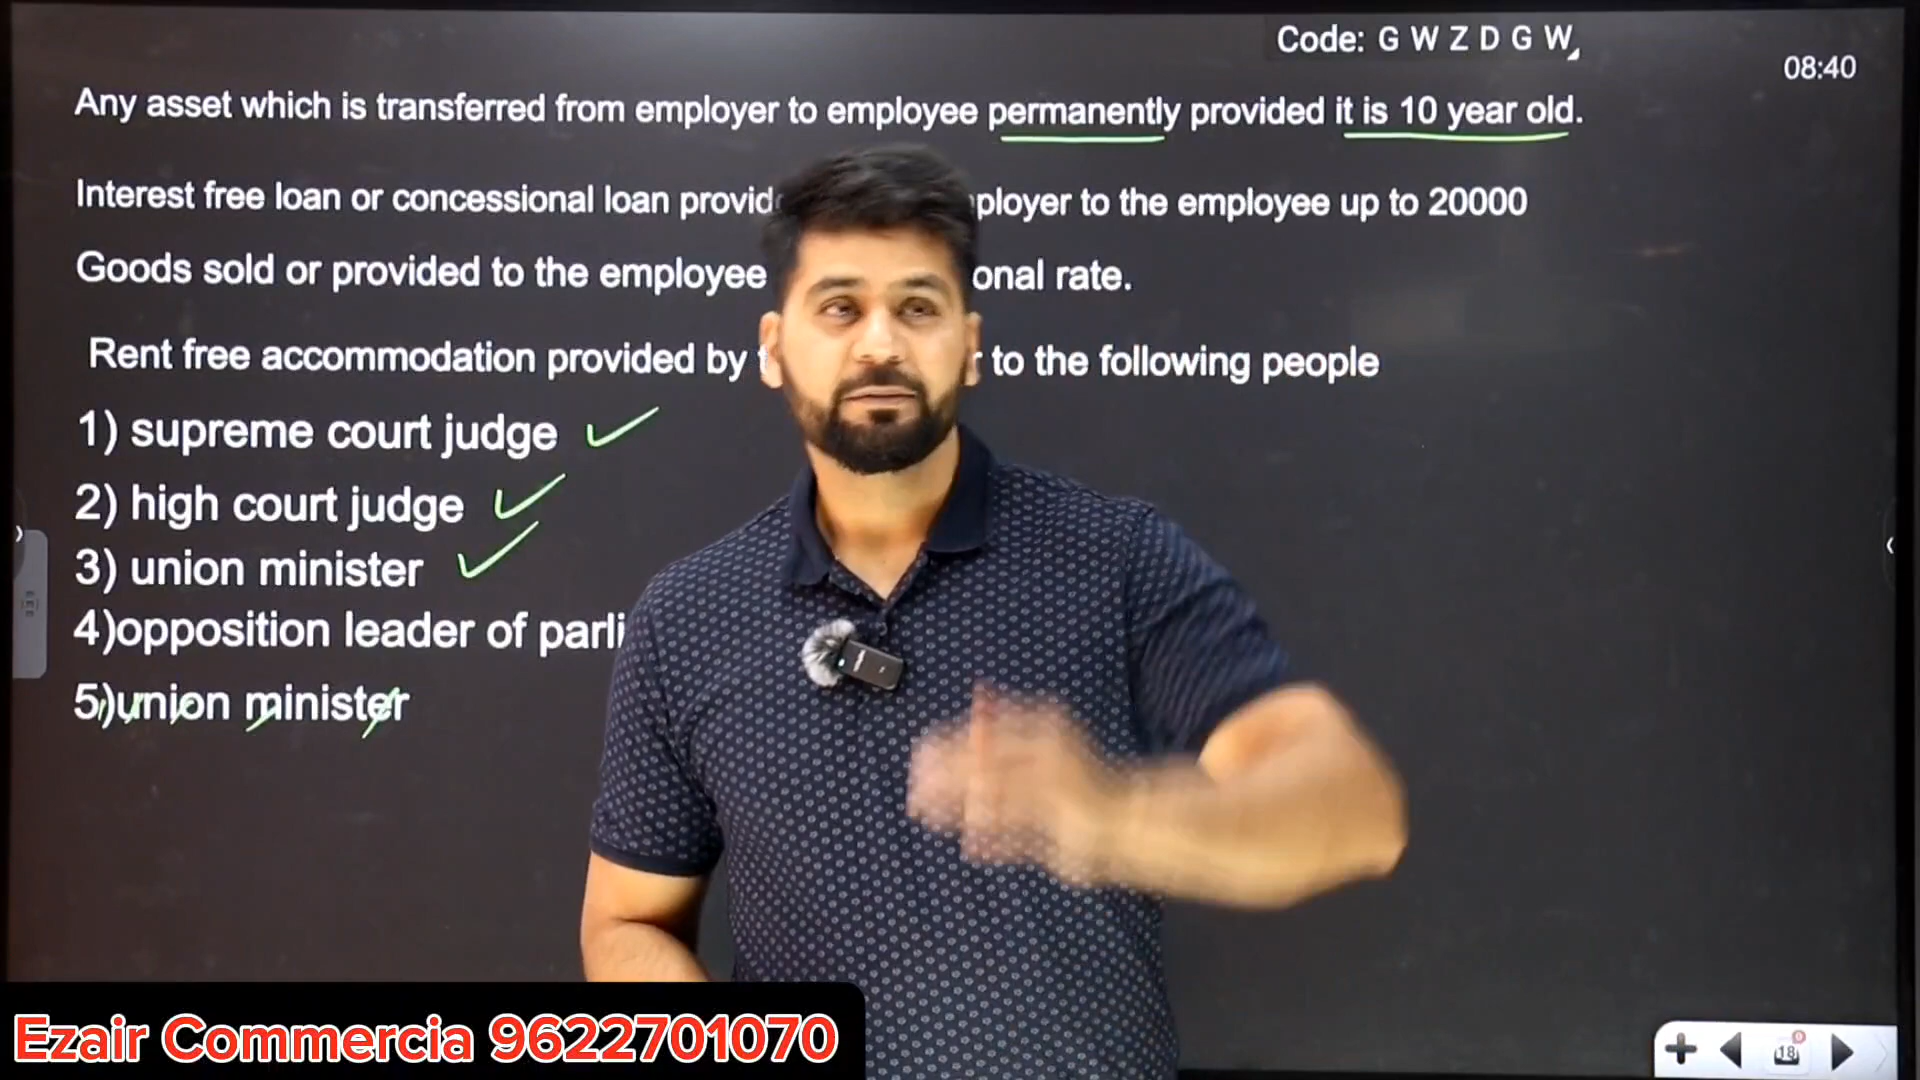 Code: G W Z D G W
08:40
Any asset which is transferred from employer to employee permanently provided it is 10 year old.
Interest free loan or concessional loan provid ployer to the employee up to 20000
Goods sold or provided to the employee onal rate.
Rent free accommodation provided by to the following people
1) supreme court judge
2) high court judge
3) union minister
4)opposition leader of parli
5)union minister
Ezair Commercia 9622701070
18